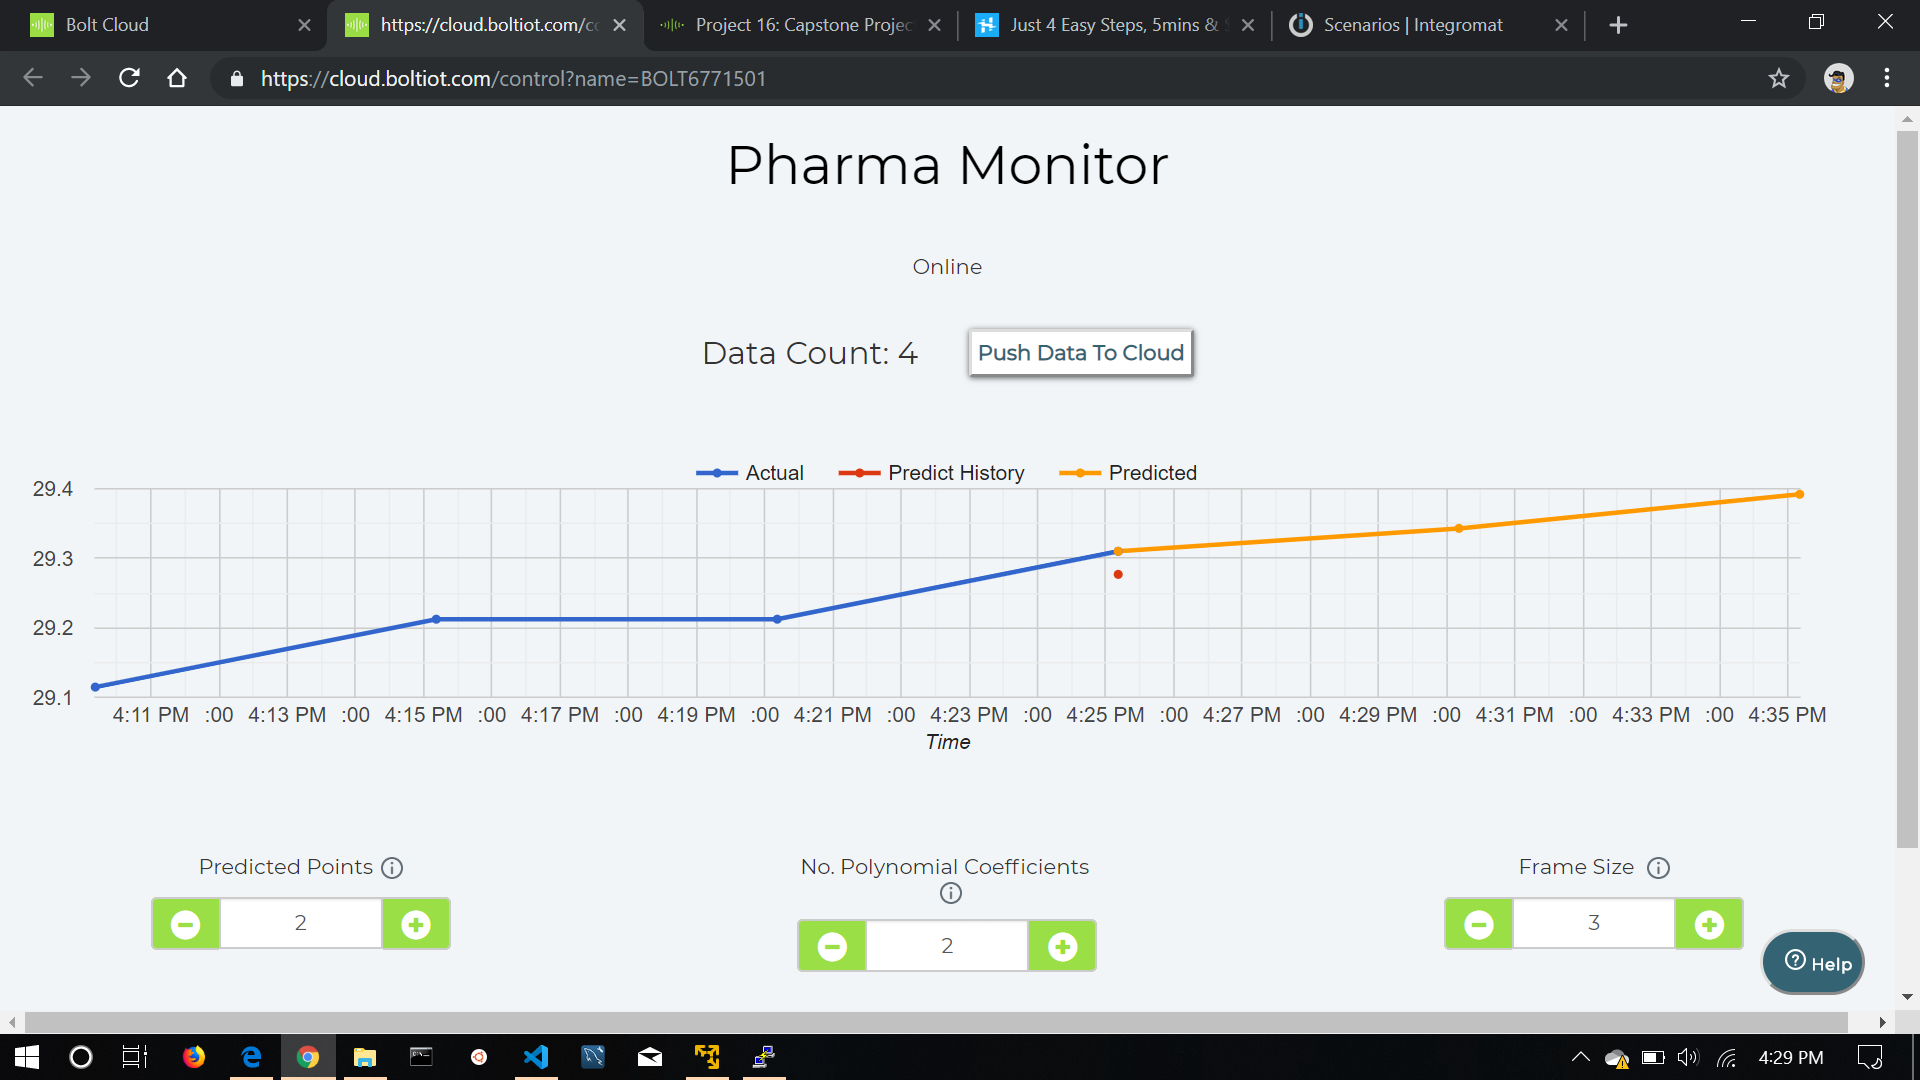 Bolt Cloud
https://cloud.boltiot.com/co
Project 16: Capstone Projec
Just 4 Easy Steps, 5mins &
Scenarios | Integromat
https://cloud.boltiot.com/control?name=BOLT6771501
Pharma Monitor
Online
Data Count: 4
Push Data To Cloud
Actual
Predict History
Predicted
29.4
29.3
29.2
29.1
4:11 PM :00 4:13 PM :00 4:15 PM :00 4:17 PM :00 4:19 PM :00 4:21 PM :00 4:23 PM :00 4:25 PM :00 4:27 PM :00 4:29 PM :00 4:31 PM :00 4:33 PM :00 4:35 PM
Time
Predicted Points
2
No. Polynomial Coefficients
2
Frame Size
3
Help
4:29 PM